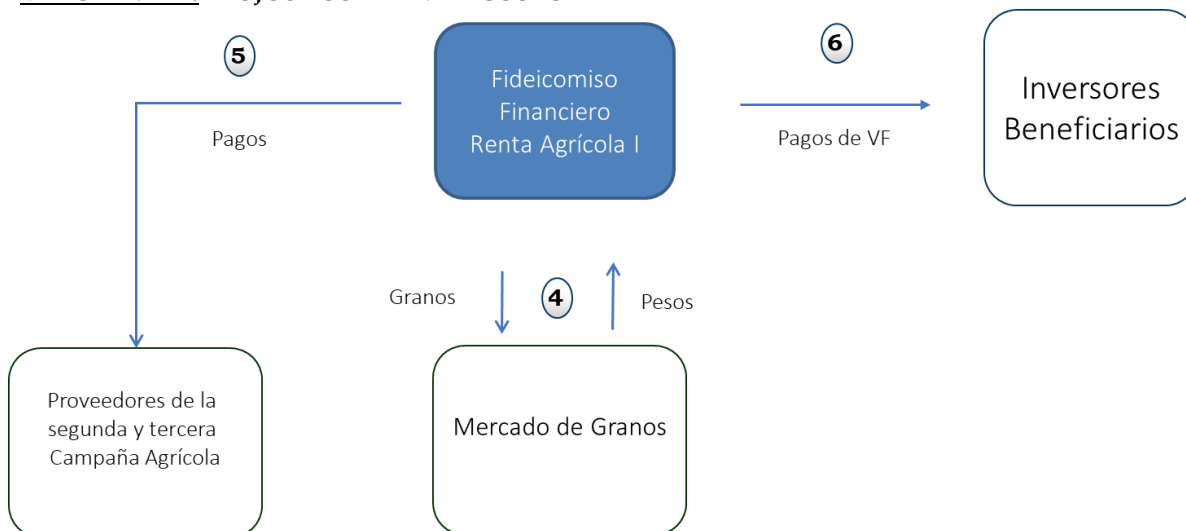 5
6
Fideicomiso
Financiero
Renta Agrícola I
Inversores
Beneficiarios
Pagos
Pagos de VF
Granos
4
Pesos
Proveedores de la
segunda y tercera
Campaña Agrícola
Mercado de Granos